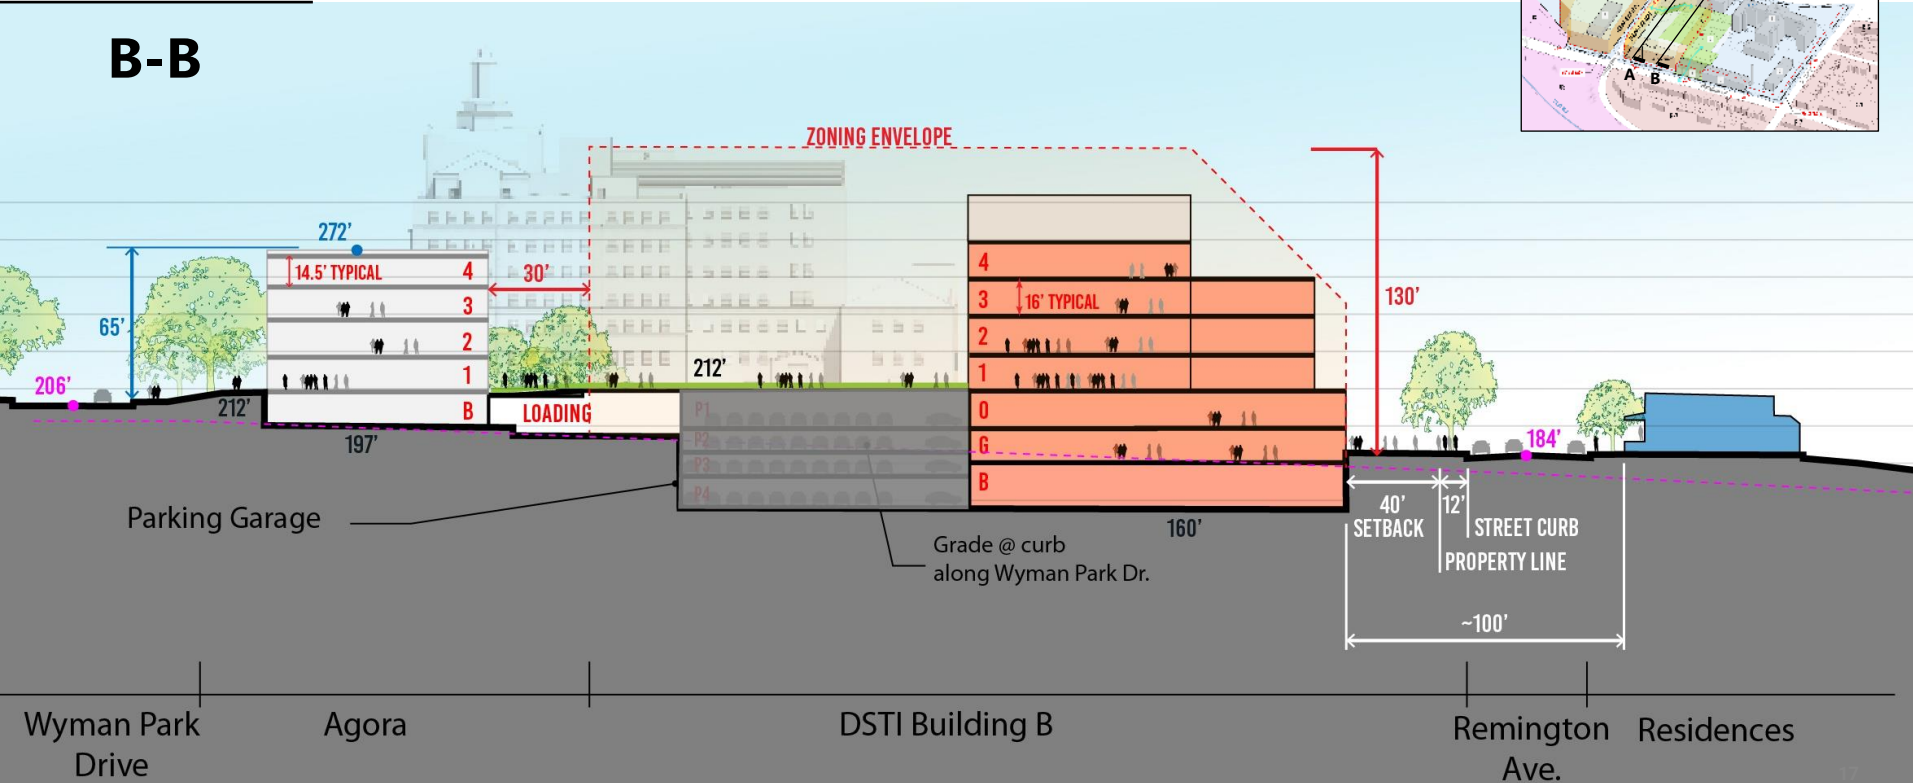 B-B
A
B
ZONING ENVELOPE
272'
14.5' TYPICAL
4
3
2
1
B
30'
65'
206'
212'
197'
LOADING
212'
P1
P2
P3
P4
4
3
16' TYPICAL
2
1
0
G
B
130'
184'
40'
SETBACK
12'
STREET CURB
PROPERTY LINE
~100'
160'
Parking Garage
Grade @ curb
along Wyman Park Dr.
Wyman Park
Drive
Agora
DSTI Building B
Remington
Ave.
Residences
17